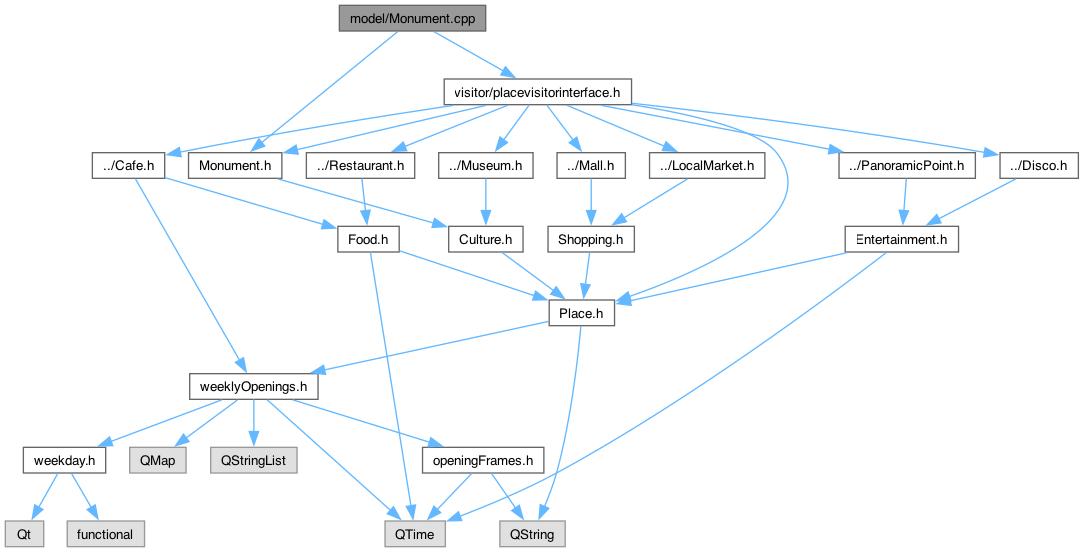 model/Monument.cpp
visitor/placevisitorinterface.h
../Cafe.h
Monument.h
../Restaurant.h
../Museum.h
../Mall.h
../LocalMarket.h
../PanoramicPoint.h
../Disco.h
Food.h
Culture.h
Shopping.h
Entertainment.h
Place.h
weeklyOpenings.h
weekday.h
QMap
QStringList
openingFrames.h
Qt
functional
QTime
QString